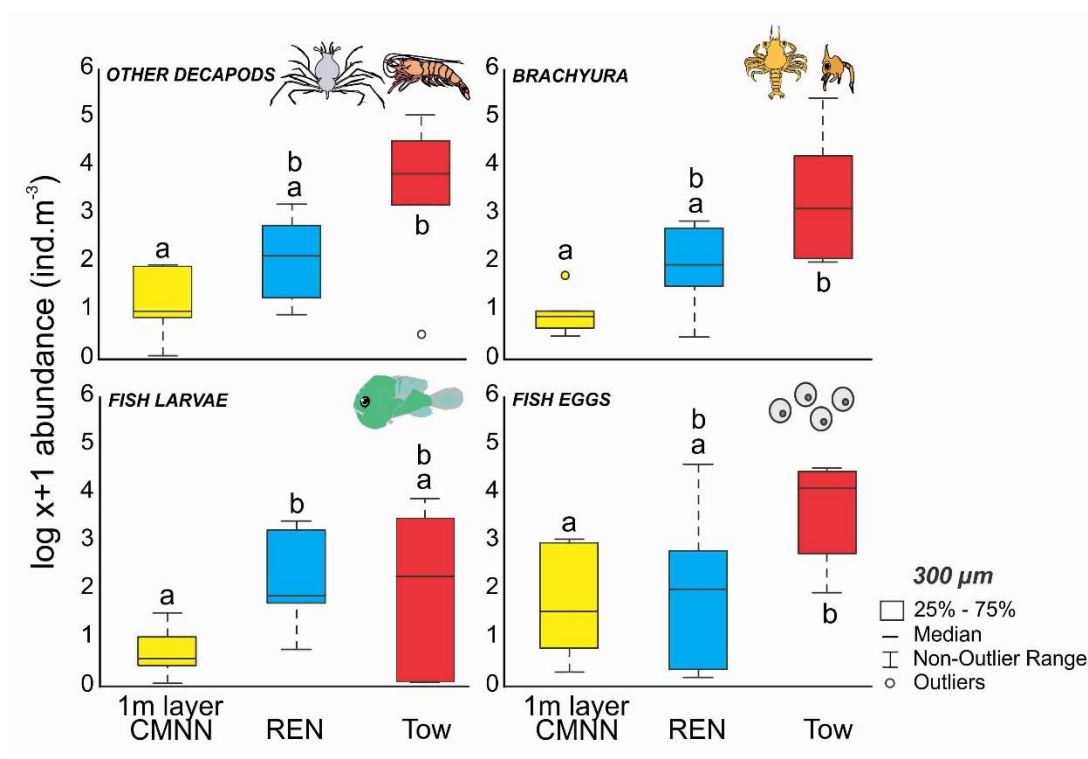 OTHER DECAPODS
6
5
4
3
2
1
0
a
b
a
b
BRACHYURA
6
5
4
3
2
1
0
a
b
a
b
log x+1 abundance (ind.m⁻³)
FISH LARVAE
6
5
4
3
2
1
0
a
b
b
a
FISH EGGS
6
5
4
3
2
1
0
a
b
a
b
1m layer
CMNN
REN
Tow
1m layer
CMNN
REN
Tow
300 µm
25% - 75%
Median
Non-Outlier Range
Outliers